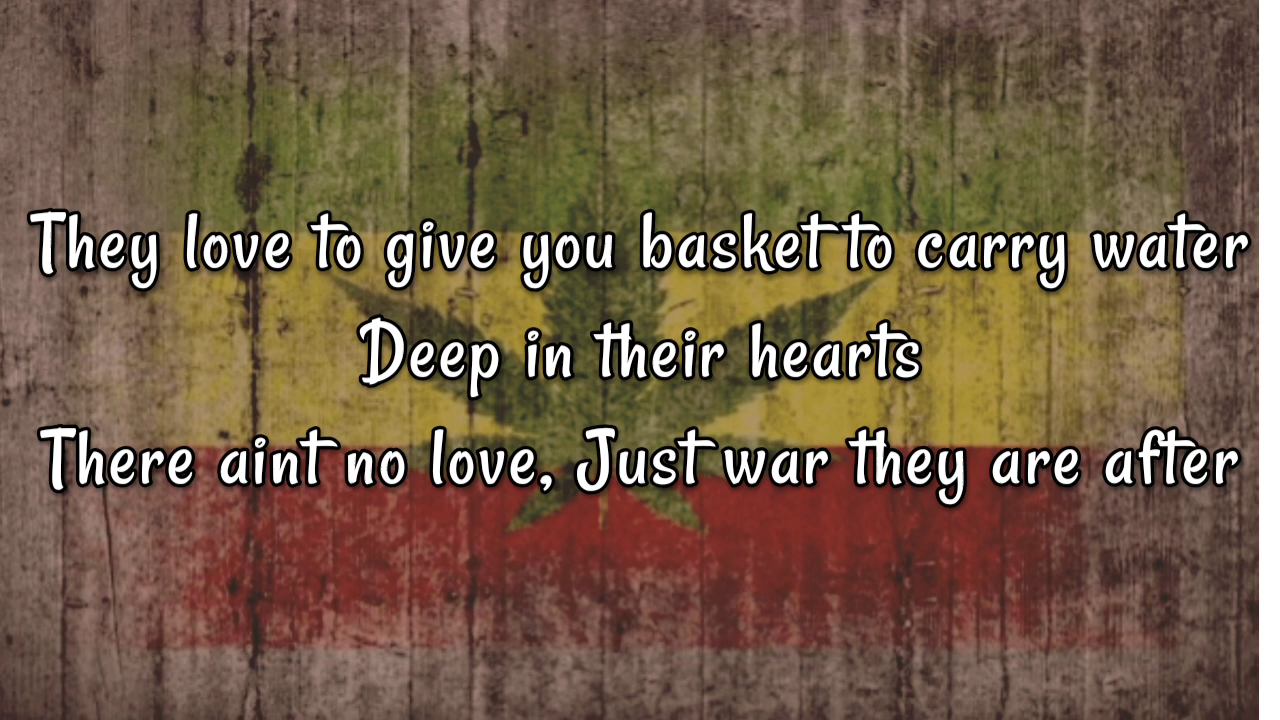 They love to give you basket to carry water
Deep in their hearts
There aint no love, Just war they are after